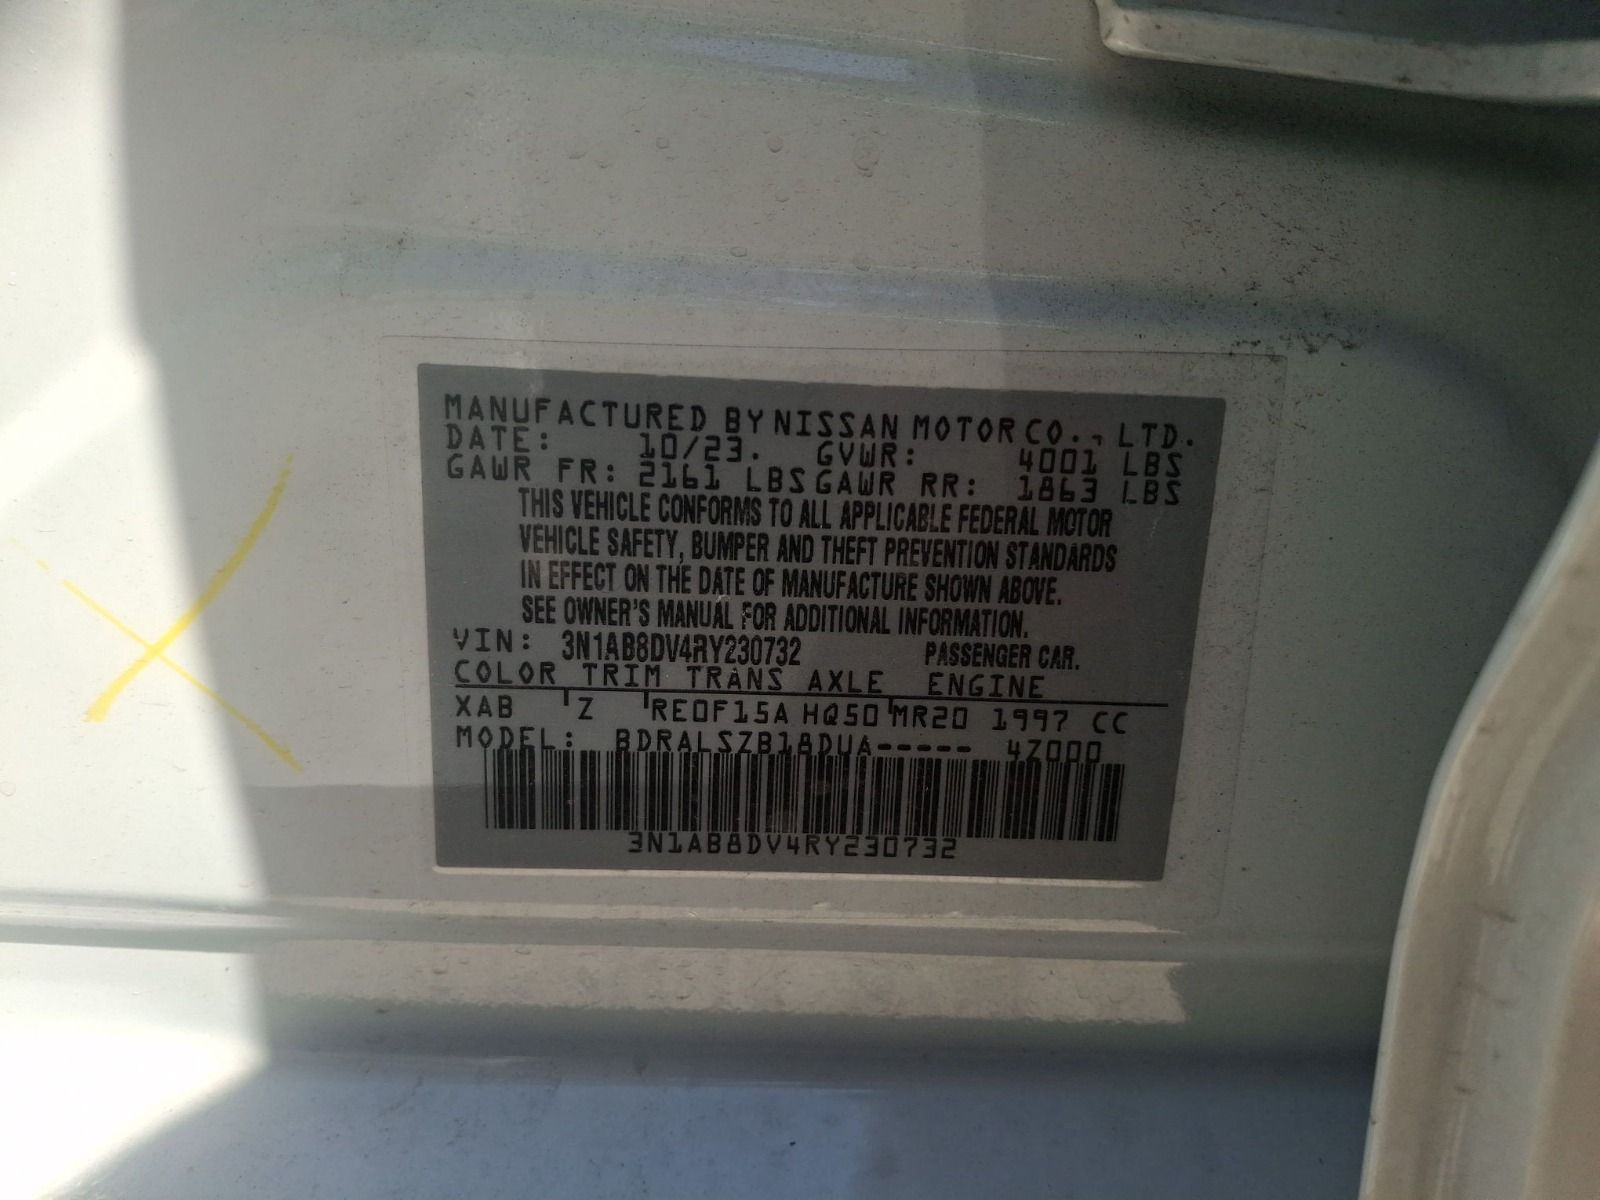 MANUFACTURED BY NISSAN MOTOR CO., LTD.
DATE: 10/23. GVWR: 4001 LBS
GAWR FR: 2161 LBS GAWR RR: 1863 LBS
THIS VEHICLE CONFORMS TO ALL APPLICABLE FEDERAL MOTOR
VEHICLE SAFETY, BUMPER AND THEFT PREVENTION STANDARDS
IN EFFECT ON THE DATE OF MANUFACTURE SHOWN ABOVE.
SEE OWNER'S MANUAL FOR ADDITIONAL INFORMATION.
VIN: 3N1AB8DV4RY230732 PASSENGER CAR.
COLOR TRIM TRANS AXLE ENGINE
XAB Z RE0F15A HQ50 MR20 1997 CC
MODEL: BDRALSZB18DUA----- 4Z000
3N1AB8DV4RY230732